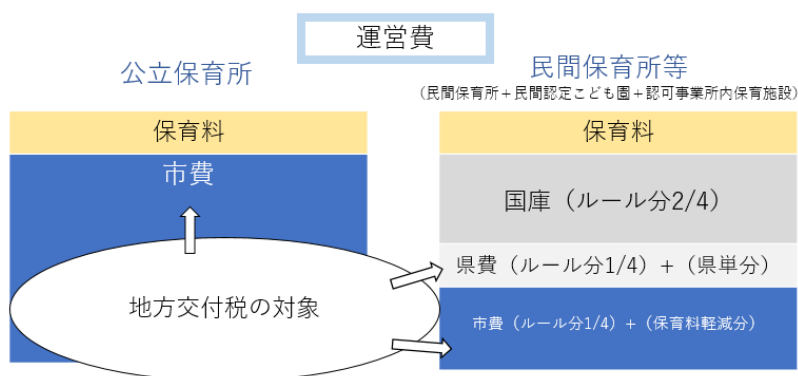 運営費
公立保育所
保育料
市費
地方交付税の対象
民間保育所等
(民間保育所＋民間認定こども園＋認可事業所内保育施設)
保育料
国庫（ルール分2/4）
県費（ルール分1/4）＋（県単分）
市費（ルール分1/4）＋（保育料軽減分）